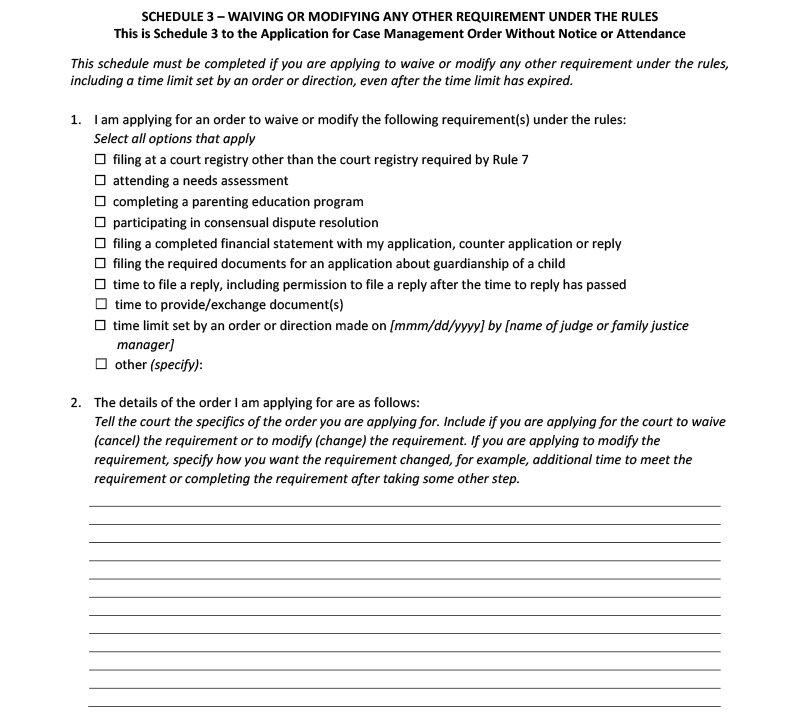 SCHEDULE 3 – WAIVING OR MODIFYING ANY OTHER REQUIREMENT UNDER THE RULES
This is Schedule 3 to the Application for Case Management Order Without Notice or Attendance
This schedule must be completed if you are applying to waive or modify any other requirement under the rules,
including a time limit set by an order or direction, even after the time limit has expired.
1. I am applying for an order to waive or modify the following requirement(s) under the rules:
Select all options that apply
☐ filing at a court registry other than the court registry required by Rule 7
☐ attending a needs assessment
☐ completing a parenting education program
☐ participating in consensual dispute resolution
☐ filing a completed financial statement with my application, counter application or reply
☐ filing the required documents for an application about guardianship of a child
☐ time to file a reply, including permission to file a reply after the time to reply has passed
☐ time to provide/exchange document(s)
☐ time limit set by an order or direction made on [mmm/dd/yyyy] by [name of judge or family justice
manager]
☐ other (specify):
2. The details of the order I am applying for are as follows:
Tell the court the specifics of the order you are applying for. Include if you are applying for the court to waive
(cancel) the requirement or to modify (change) the requirement. If you are applying to modify the
requirement, specify how you want the requirement changed, for example, additional time to meet the
requirement or completing the requirement after taking some other step.